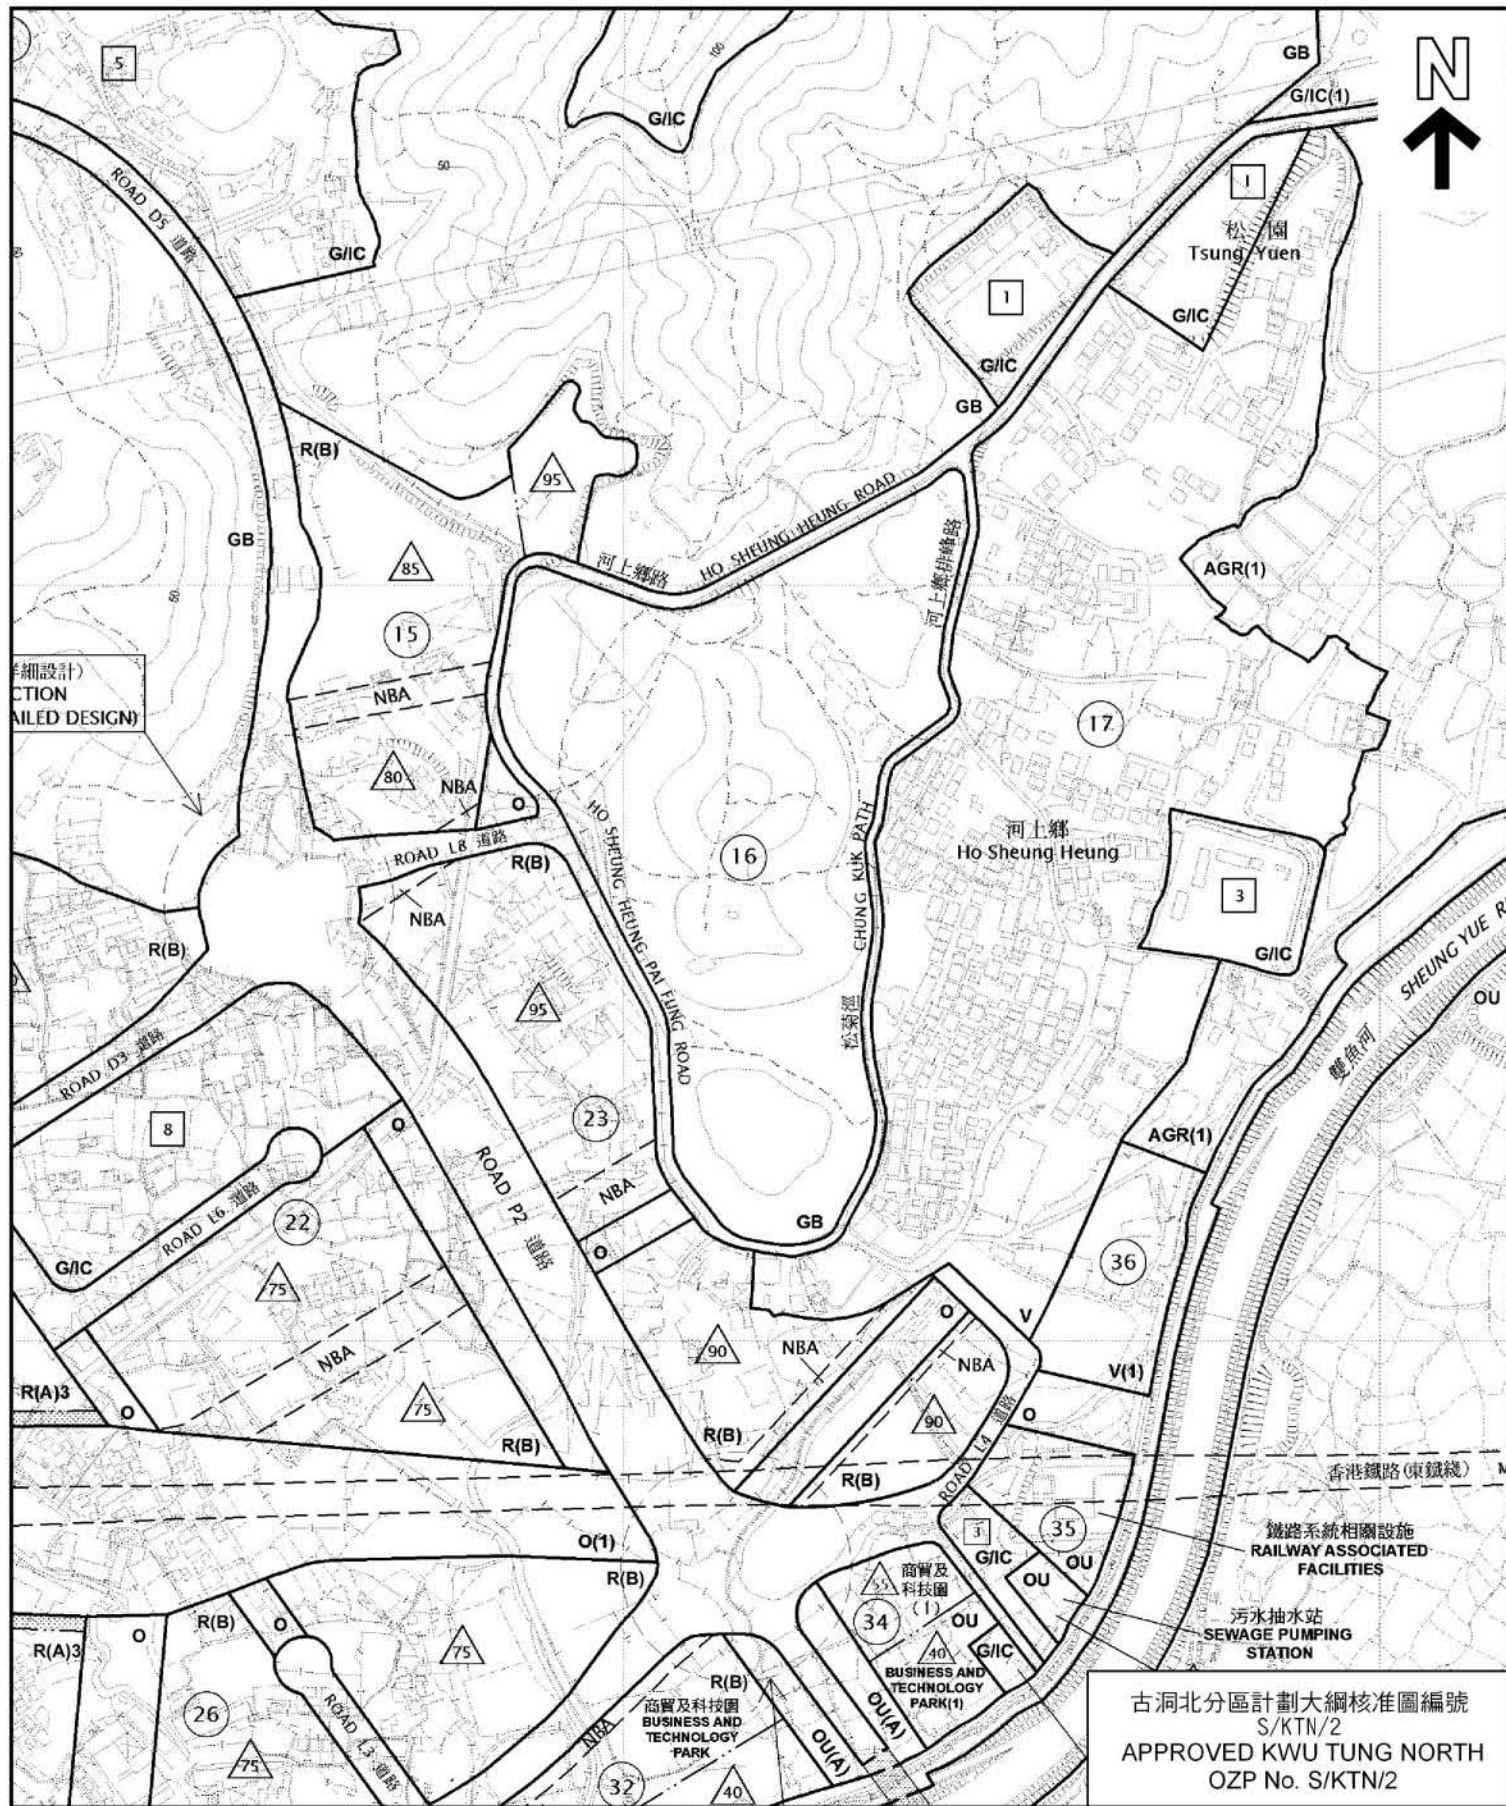 5
GB
N
100
G/IC
G/IC(1)
50
ROAD D5 道路
1
松園
Tsung Yuen
G/IC
1
G/IC
G/IC
GB
R(B)
95
GB
河上鄉路
HO SHEUNG HEUNG ROAD
河上鄉排峰路
AGR(1)
85
50
15
詳細設計)
CTION
AILED DESIGN)
NBA
17
80
NBA
O
HO SHEUNG HEUNG PAI FUNG ROAD
16
CHUNG KUK PATH
松菊徑
河上鄉
Ho Sheung Heung
ROAD L8 道路
R(B)
NBA
3
G/IC
R(B)
SHEUNG YUE R
雙魚河
OU
95
ROAD D3 道路
8
O
23
AGR(1)
ROAD P2 道路
NBA
ROAD L6 道路
22
GB
O
36
G/IC
75
V
O
90
NBA
NBA
NBA
V(1)
R(A)3
O
75
90
ROAD L4 道路
O
R(B)
R(B)
R(B)
香港鐵路(東鐵綫)
O(1)
3
35
G/IC
OU
OU
鐵路系統相關設施
RAILWAY ASSOCIATED
FACILITIES
R(B)
55
商貿及
科技園
(1)
34
OU
污水抽水站
SEWAGE PUMPING
STATION
R(B)
O
O
R(A)3
75
40
G/IC
BUSINESS AND
TECHNOLOGY
PARK(1)
R(B)
商貿及科技園
BUSINESS AND
TECHNOLOGY
PARK
NBA
OU(A)
OU(A)
26
ROAD L3 道路
75
32
40
古洞北分區計劃大綱核准圖編號
S/KTN/2
APPROVED KWU TUNG NORTH
OZP No. S/KTN/2